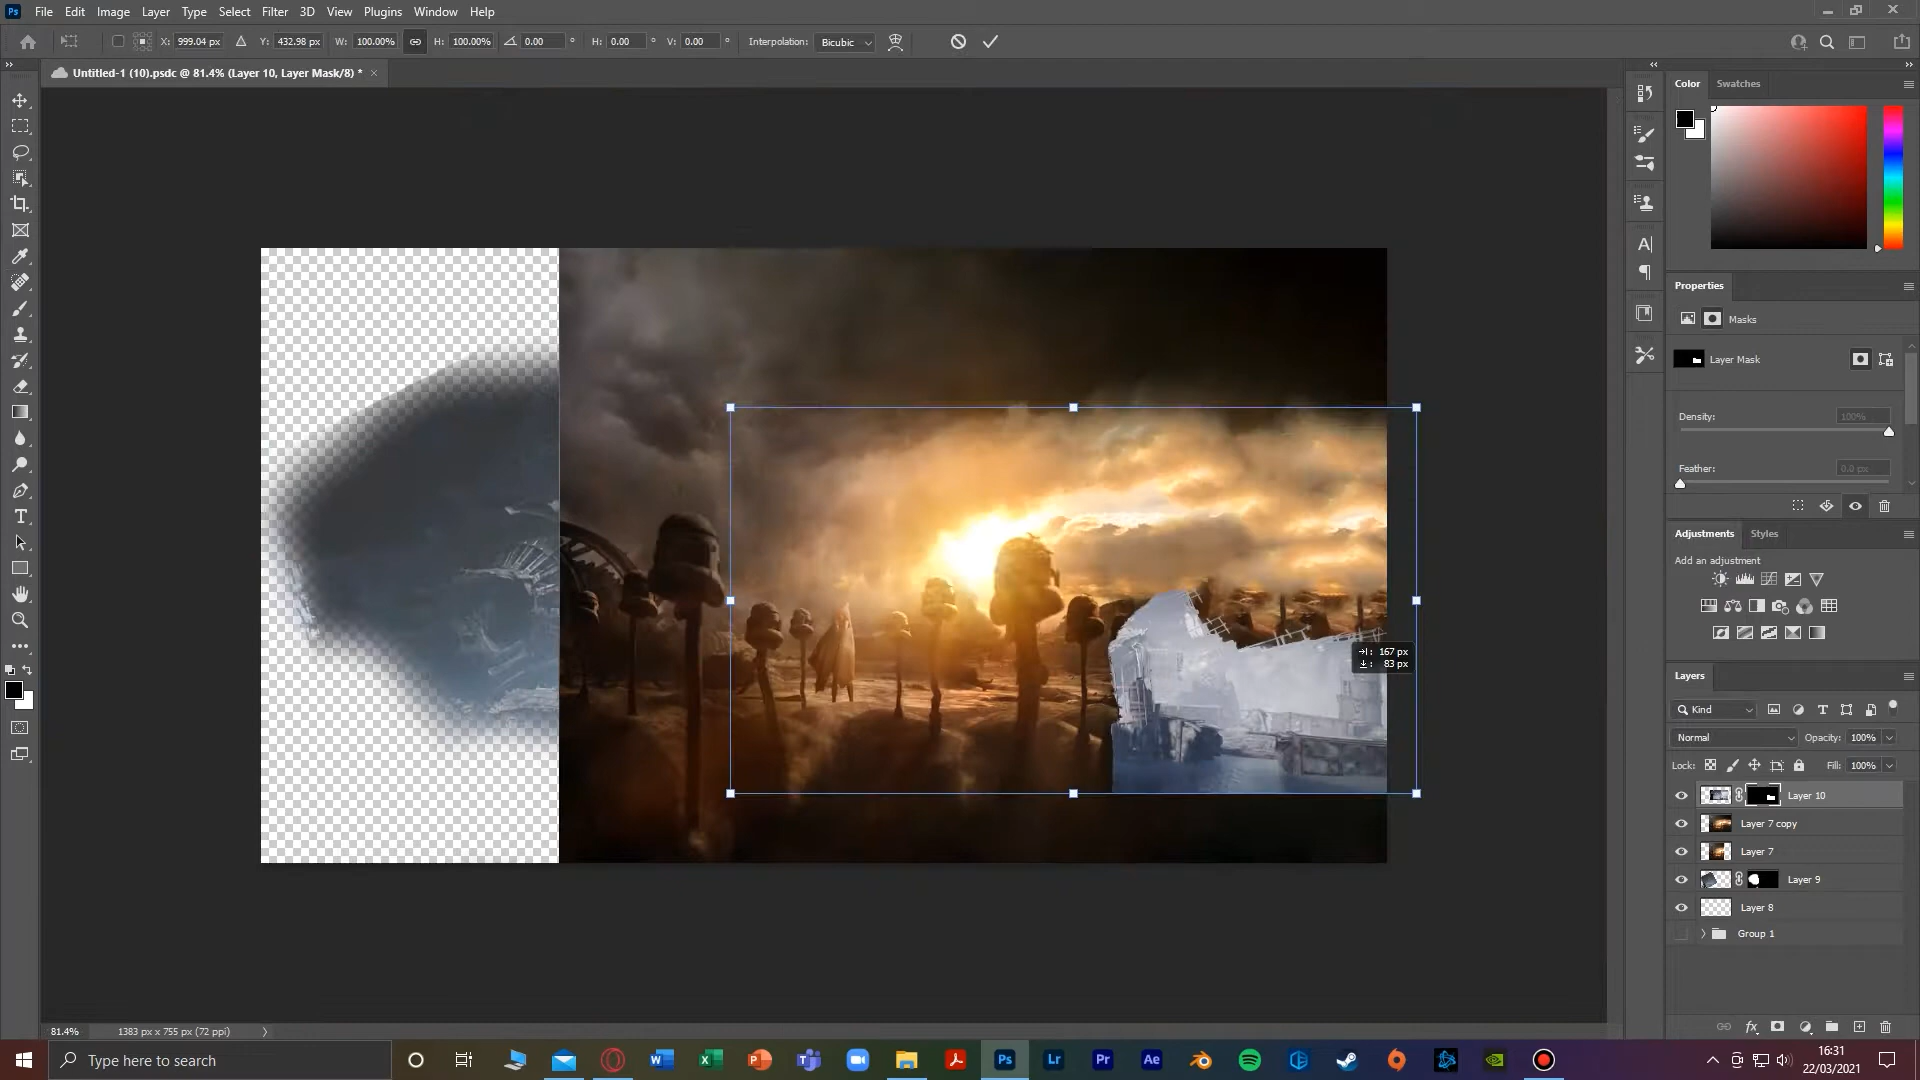 Ps File Edit Image Layer Type Select Filter 3D View Plugins Window Help
X: 999.04 px Y: 432.98 px W: 100.00% H: 100.00% 0.00 ° H: 0.00 ° V: 0.00 ° Interpolation: Bicubic
Untitled-1 (10).psdc @ 81.4% (Layer 10, Layer Mask/8) * ×
Color Swatches
Properties
Masks
Layer Mask
Density: 100%
Feather: 0.0 px
Adjustments Styles
Add an adjustment
167 px
83 px
Layers
Kind
Normal Opacity: 100%
Lock: Fill: 100%
Layer 10
Layer 7 copy
Layer 7
Layer 9
Layer 8
Group 1
81.4% 1383 px x 755 px (72 ppi)
Type here to search
Ps Lr Pr Ae
16:31
22/03/2021